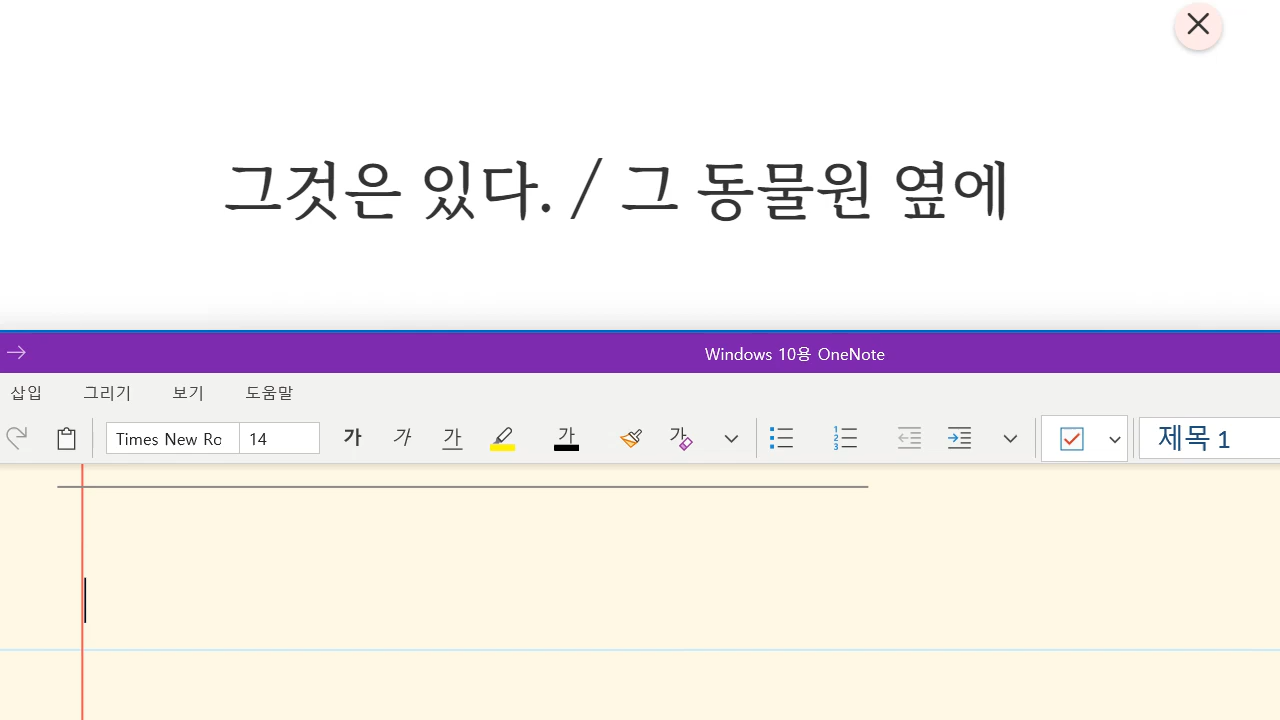 그것은 있다. / 그 동물원 옆에
Windows 10용 OneNote
삽입 그리기 보기 도움말
Times New Ro 14 가 가 가 가 가 제목 1